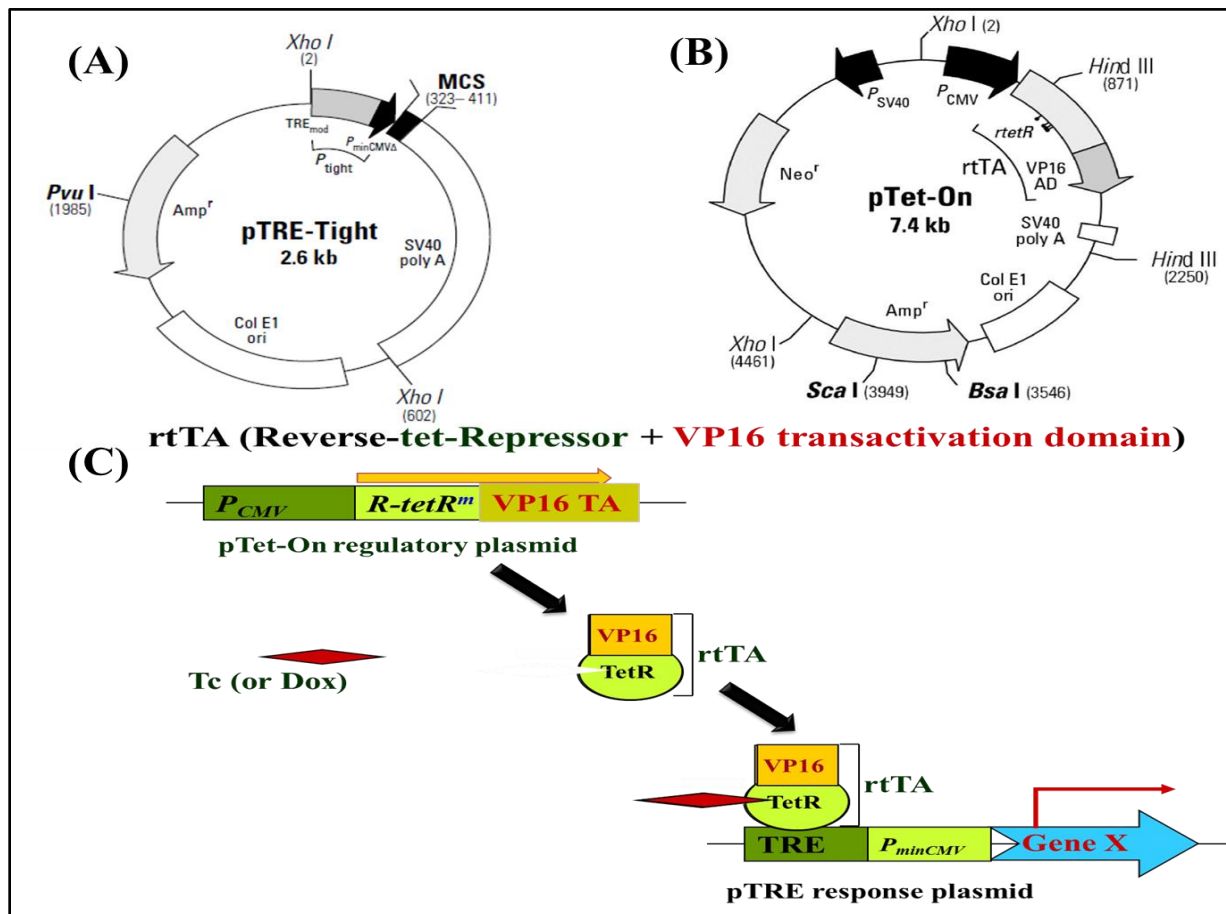 (A)
Xho I
(2)
MCS
(323–411)
TREmod
PminCMVΔ
Ptight
Pvu I
(1985)
Ampr
pTRE-Tight
2.6 kb
SV40
poly A
Col E1
ori
Xho I
(602)
(B)
Xho I (2)
PSV40
PCMV
Hind III
(871)
rtetR
rtTA
VP16
AD
Neor
pTet-On
7.4 kb
SV40
poly A
Hind III
(2250)
Col E1
ori
Ampr
Xho I
(4461)
Sca I (3949)
Bsa I (3546)
rtTA (Reverse-tet-Repressor + VP16 transactivation domain)
(C)
PCMV R-tetRm VP16 TA
pTet-On regulatory plasmid
VP16
TetR
rtTA
Tc (or Dox)
VP16
TetR
rtTA
TRE PminCMV Gene X
pTRE response plasmid